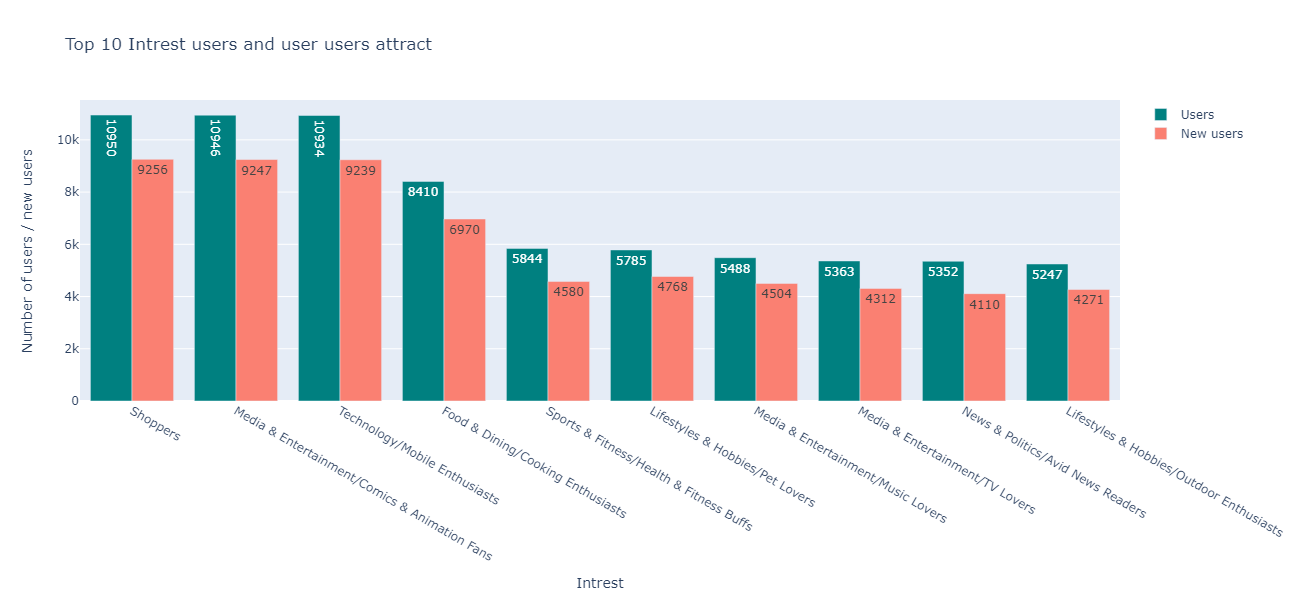 Top 10 Intrest users and user users attract
Users
New users
Number of users / new users
10k
8k
6k
4k
2k
0
10950
9256
10946
9247
10934
9239
8410
6970
5844
4580
5785
4768
5488
4504
5363
4312
5352
4110
5247
4271
Shoppers
Media & Entertainment/Comics & Animation Fans
Technology/Mobile Enthusiasts
Food & Dining/Cooking Enthusiasts
Sports & Fitness/Health & Fitness Buffs
Lifestyles & Hobbies/Pet Lovers
Media & Entertainment/Music Lovers
Media & Entertainment/TV Lovers
News & Politics/Avid News Readers
Lifestyles & Hobbies/Outdoor Enthusiasts
Intrest